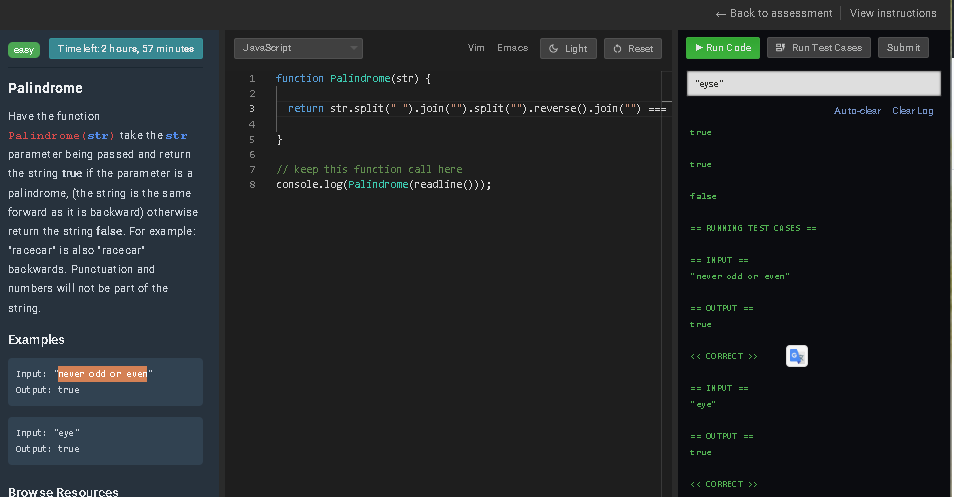 ← Back to assessment View instructions
easy Time left: 2 hours, 57 minutes
Palindrome
Have the function
Palindrome(str) take the str
parameter being passed and return
the string true if the parameter is a
palindrome, (the string is the same
forward as it is backward) otherwise
return the string false. For example:
"racecar" is also "racecar"
backwards. Punctuation and
numbers will not be part of the
string.
Examples
Input: "never odd or even"
Output: true
Input: "eye"
Output: true
Browse Resources
JavaScript Vim Emacs Light Reset
1 function Palindrome(str) {
2
3 return str.split(" ").join("").split("").reverse().join("") ===
4
5 }
6
7 // keep this function call here
8 console.log(Palindrome(readline()));
Run Code Run Test Cases Submit
"eyse"
Auto-clear Clear Log
true
true
false
== RUNNING TEST CASES ==
== INPUT ==
"never odd or even"
== OUTPUT ==
true
<< CORRECT >>
== INPUT ==
"eye"
== OUTPUT ==
true
<< CORRECT >>